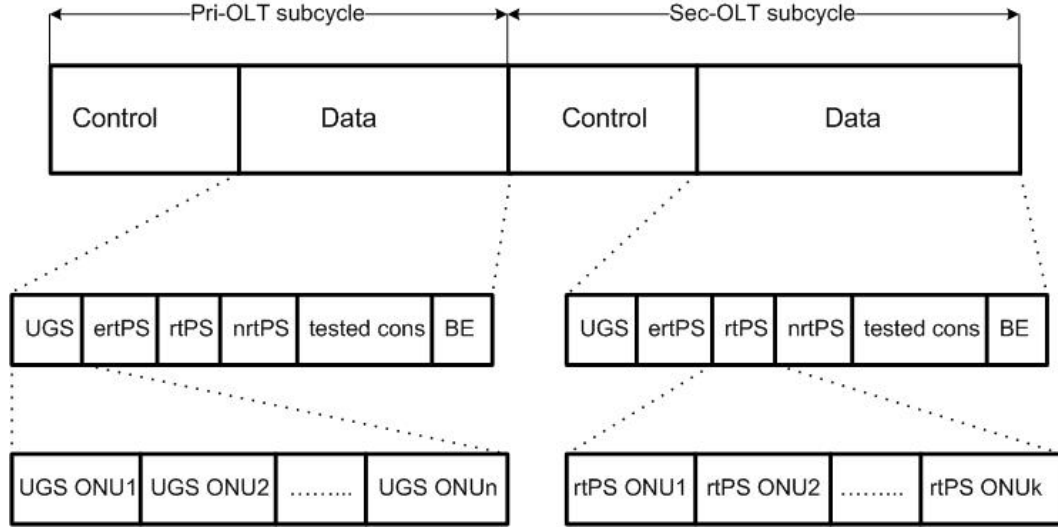 Pri-OLT subcycle Sec-OLT subcycle
Control Data Control Data
UGS ertPS rtPS nrtPS tested cons BE UGS ertPS rtPS nrtPS tested cons BE
UGS ONU1 UGS ONU2 ......... UGS ONUn rtPS ONU1 rtPS ONU2 ......... rtPS ONUk